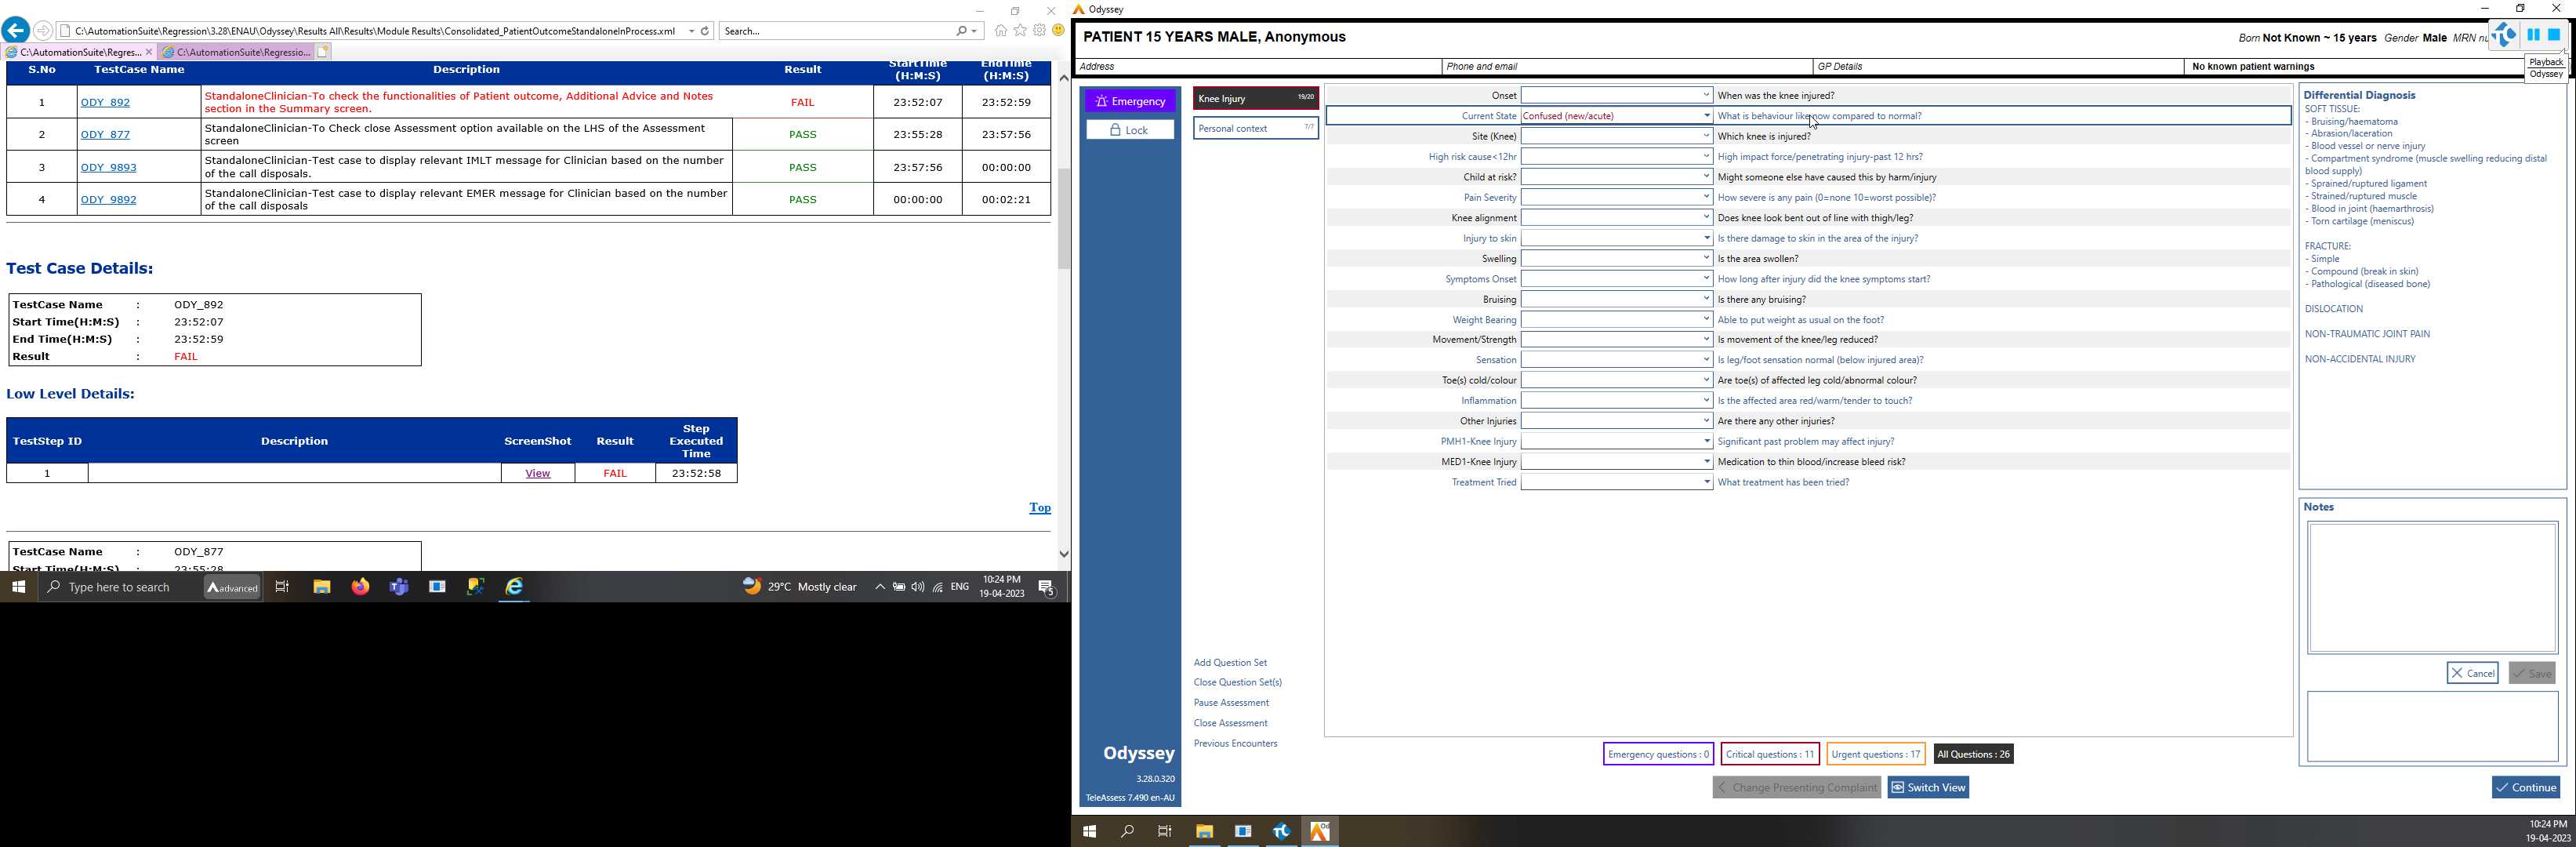 C:\AutomationSuite\Regression\3.28\ENAU\Odyssey\Results All\Results\Module Results\Consolidated_PatientOutcomeStandaloneInProcess.xml
Search...
C:\AutomationSuite\Regres...
C:\AutomationSuite\Regressio...
S.No TestCase Name Description Result StartTime (H:M:S) EndTime (H:M:S)
1 ODY_892 StandaloneClinician-To check the functionalities of Patient outcome, Additional Advice and Notes section in the Summary screen. FAIL 23:52:07 23:52:59
2 ODY_877 StandaloneClinician-To Check close Assessment option available on the LHS of the Assessment screen PASS 23:55:28 23:57:56
3 ODY_9893 StandaloneClinician-Test case to display relevant IMLT message for Clinician based on the number of the call disposals. PASS 23:57:56 00:00:00
4 ODY_9892 StandaloneClinician-Test case to display relevant EMER message for Clinician based on the number of the call disposals PASS 00:00:00 00:02:21
Test Case Details:
TestCase Name : ODY_892
Start Time(H:M:S) : 23:52:07
End Time(H:M:S) : 23:52:59
Result : FAIL
Low Level Details:
TestStep ID Description ScreenShot Result Step Executed Time
1 View FAIL 23:52:58
Top
TestCase Name : ODY_877
Start Time(H:M:S) : 23:55:28
Type here to search
advanced
29°C Mostly clear
ENG
10:24 PM
19-04-2023
5
Odyssey
PATIENT 15 YEARS MALE, Anonymous
Born Not Known ~ 15 years Gender Male MRN nu
Playback
Odyssey
Address
Phone and email
GP Details
No known patient warnings
Emergency
Lock
Knee Injury 19/20
Personal context 7/7
Onset When was the knee injured?
Current State Confused (new/acute) What is behaviour like now compared to normal?
Site (Knee) Which knee is injured?
High risk cause<12hr High impact force/penetrating injury-past 12 hrs?
Child at risk? Might someone else have caused this by harm/injury
Pain Severity How severe is any pain (0=none 10=worst possible)?
Knee alignment Does knee look bent out of line with thigh/leg?
Injury to skin Is there damage to skin in the area of the injury?
Swelling Is the area swollen?
Symptoms Onset How long after injury did the knee symptoms start?
Bruising Is there any bruising?
Weight Bearing Able to put weight as usual on the foot?
Movement/Strength Is movement of the knee/leg reduced?
Sensation Is leg/foot sensation normal (below injured area)?
Toe(s) cold/colour Are toe(s) of affected leg cold/abnormal colour?
Inflammation Is the affected area red/warm/tender to touch?
Other Injuries Are there any other injuries?
PMH1-Knee Injury Significant past problem may affect injury?
MED1-Knee Injury Medication to thin blood/increase bleed risk?
Treatment Tried What treatment has been tried?
Differential Diagnosis
SOFT TISSUE:
- Bruising/haematoma
- Abrasion/laceration
- Blood vessel or nerve injury
- Compartment syndrome (muscle swelling reducing distal
blood supply)
- Sprained/ruptured ligament
- Strained/ruptured muscle
- Blood in joint (haemarthrosis)
- Torn cartilage (meniscus)
FRACTURE:
- Simple
- Compound (break in skin)
- Pathological (diseased bone)
DISLOCATION
NON-TRAUMATIC JOINT PAIN
NON-ACCIDENTAL INJURY
Notes
Cancel
Save
Add Question Set
Close Question Set(s)
Pause Assessment
Close Assessment
Previous Encounters
Odyssey
3.28.0.320
TeleAssess 7.490 en-AU
Emergency questions : 0
Critical questions : 11
Urgent questions : 17
All Questions : 26
Change Presenting Complaint
Switch View
Continue
10:24 PM
19-04-2023